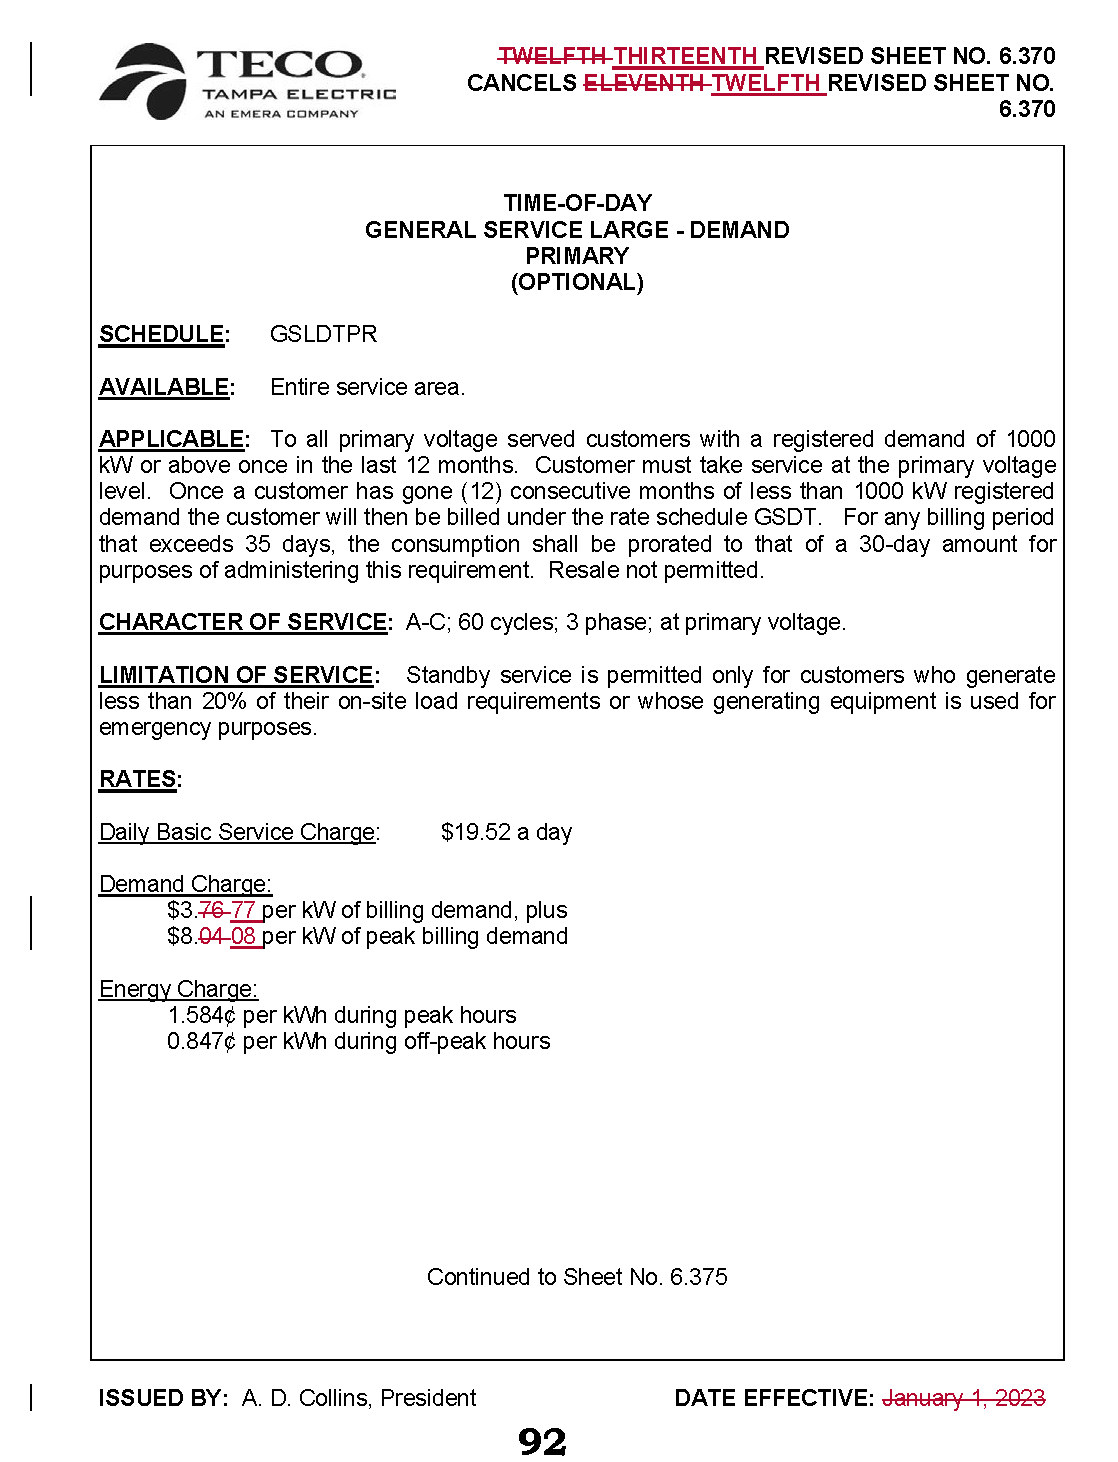 TECO.
TAMPA ELECTRIC
AN EMERA COMPANY
TWELFTH THIRTEENTH REVISED SHEET NO. 6.370
CANCELS ELEVENTH TWELFTH REVISED SHEET NO.
6.370
TIME-OF-DAY
GENERAL SERVICE LARGE - DEMAND
PRIMARY
(OPTIONAL)
SCHEDULE: GSLDTPR
AVAILABLE: Entire service area.
APPLICABLE: To all primary voltage served customers with a registered demand of 1000
kW or above once in the last 12 months. Customer must take service at the primary voltage
level. Once a customer has gone (12) consecutive months of less than 1000 kW registered
demand the customer will then be billed under the rate schedule GSDT. For any billing period
that exceeds 35 days, the consumption shall be prorated to that of a 30-day amount for
purposes of administering this requirement. Resale not permitted.
CHARACTER OF SERVICE: A-C; 60 cycles; 3 phase; at primary voltage.
LIMITATION OF SERVICE: Standby service is permitted only for customers who generate
less than 20% of their on-site load requirements or whose generating equipment is used for
emergency purposes.
RATES:
Daily Basic Service Charge: $19.52 a day
Demand Charge:
$3.76 77 per kW of billing demand, plus
$8.04 08 per kW of peak billing demand
Energy Charge:
1.584¢ per kWh during peak hours
0.847¢ per kWh during off-peak hours
Continued to Sheet No. 6.375
ISSUED BY: A. D. Collins, President DATE EFFECTIVE: January 1, 2023
92